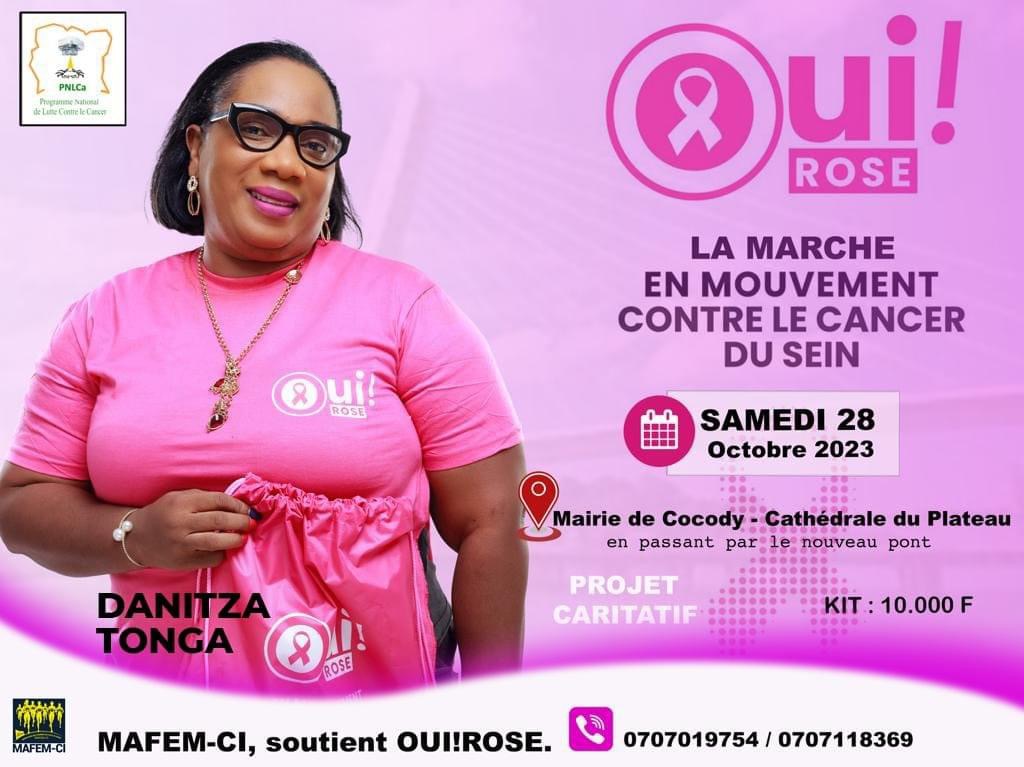 PNLCa
Programme National
de Lutte Contre le Cancer
Oui!
ROSE
LA MARCHE
EN MOUVEMENT
CONTRE LE CANCER
DU SEIN
Oui!
ROSE
SAMEDI 28
Octobre 2023
Mairie de Cocody - Cathédrale du Plateau
en passant par le nouveau pont
PROJET
CARITATIF
KIT : 10.000 F
DANITZA
TONGA
Oui!
ROSE
MAFEM-CI
MAFEM-CI, soutient OUI!ROSE.
0707019754 / 0707118369